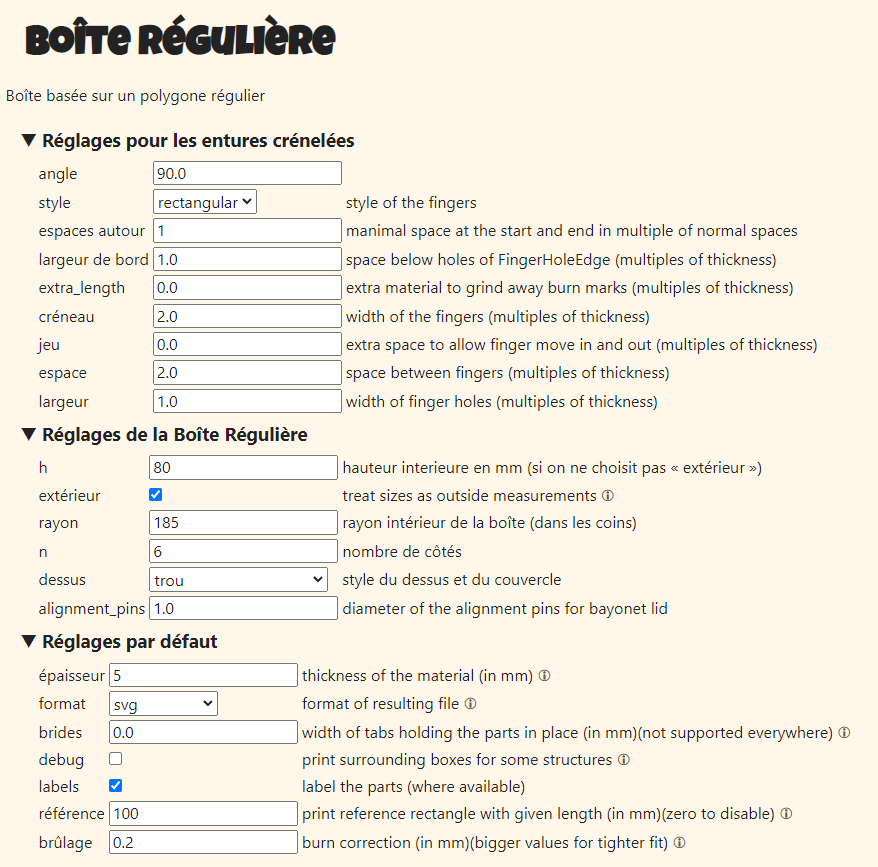 Boîte Régulière
Boîte basée sur un polygone régulier
▼ Réglages pour les entures crénelées
angle 90.0
style rectangular style of the fingers
espaces autour 1 manimal space at the start and end in multiple of normal spaces
largeur de bord 1.0 space below holes of FingerHoleEdge (multiples of thickness)
extra_length 0.0 extra material to grind away burn marks (multiples of thickness)
créneau 2.0 width of the fingers (multiples of thickness)
jeu 0.0 extra space to allow finger move in and out (multiples of thickness)
espace 2.0 space between fingers (multiples of thickness)
largeur 1.0 width of finger holes (multiples of thickness)
▼ Réglages de la Boîte Régulière
h 80 hauteur interieure en mm (si on ne choisit pas « extérieur »)
extérieur treat sizes as outside measurements ⓘ
rayon 185 rayon intérieur de la boîte (dans les coins)
n 6 nombre de côtés
dessus trou style du dessus et du couvercle
alignment_pins 1.0 diameter of the alignment pins for bayonet lid
▼ Réglages par défaut
épaisseur 5 thickness of the material (in mm) ⓘ
format svg format of resulting file ⓘ
brides 0.0 width of tabs holding the parts in place (in mm)(not supported everywhere) ⓘ
debug print surrounding boxes for some structures ⓘ
labels label the parts (where available)
référence 100 print reference rectangle with given length (in mm)(zero to disable) ⓘ
brûlage 0.2 burn correction (in mm)(bigger values for tighter fit) ⓘ